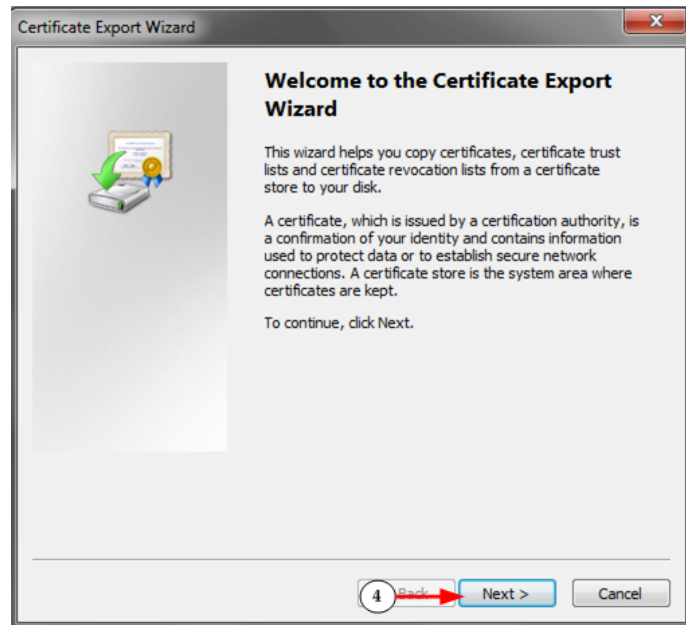 Certificate Export Wizard
Welcome to the Certificate Export
Wizard
This wizard helps you copy certificates, certificate trust
lists and certificate revocation lists from a certificate
store to your disk.
A certificate, which is issued by a certification authority, is
a confirmation of your identity and contains information
used to protect data or to establish secure network
connections. A certificate store is the system area where
certificates are kept.
To continue, click Next.
4 Back Next > Cancel